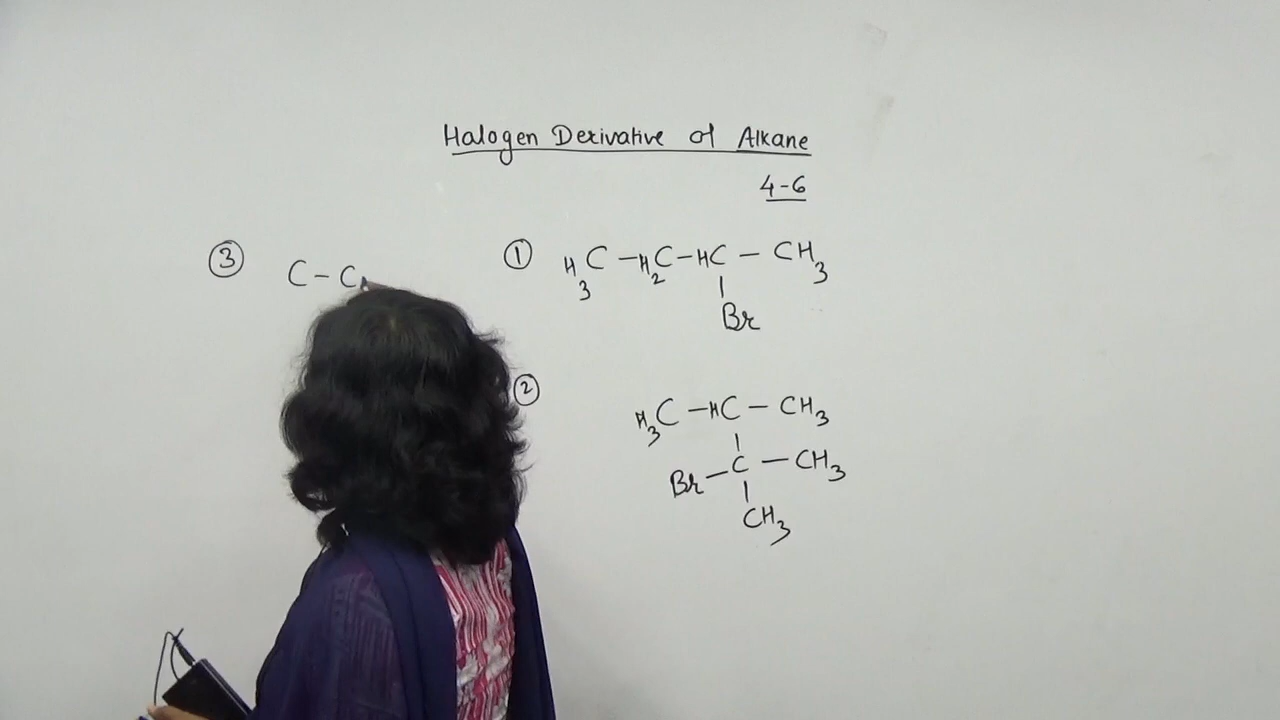 Halogen Derivative of Alkane
4-6
③ C-C
① H3C-H2C-HC-CH3
|
Br
② H3C-HC-CH3
|
Br-C-CH3
|
CH3